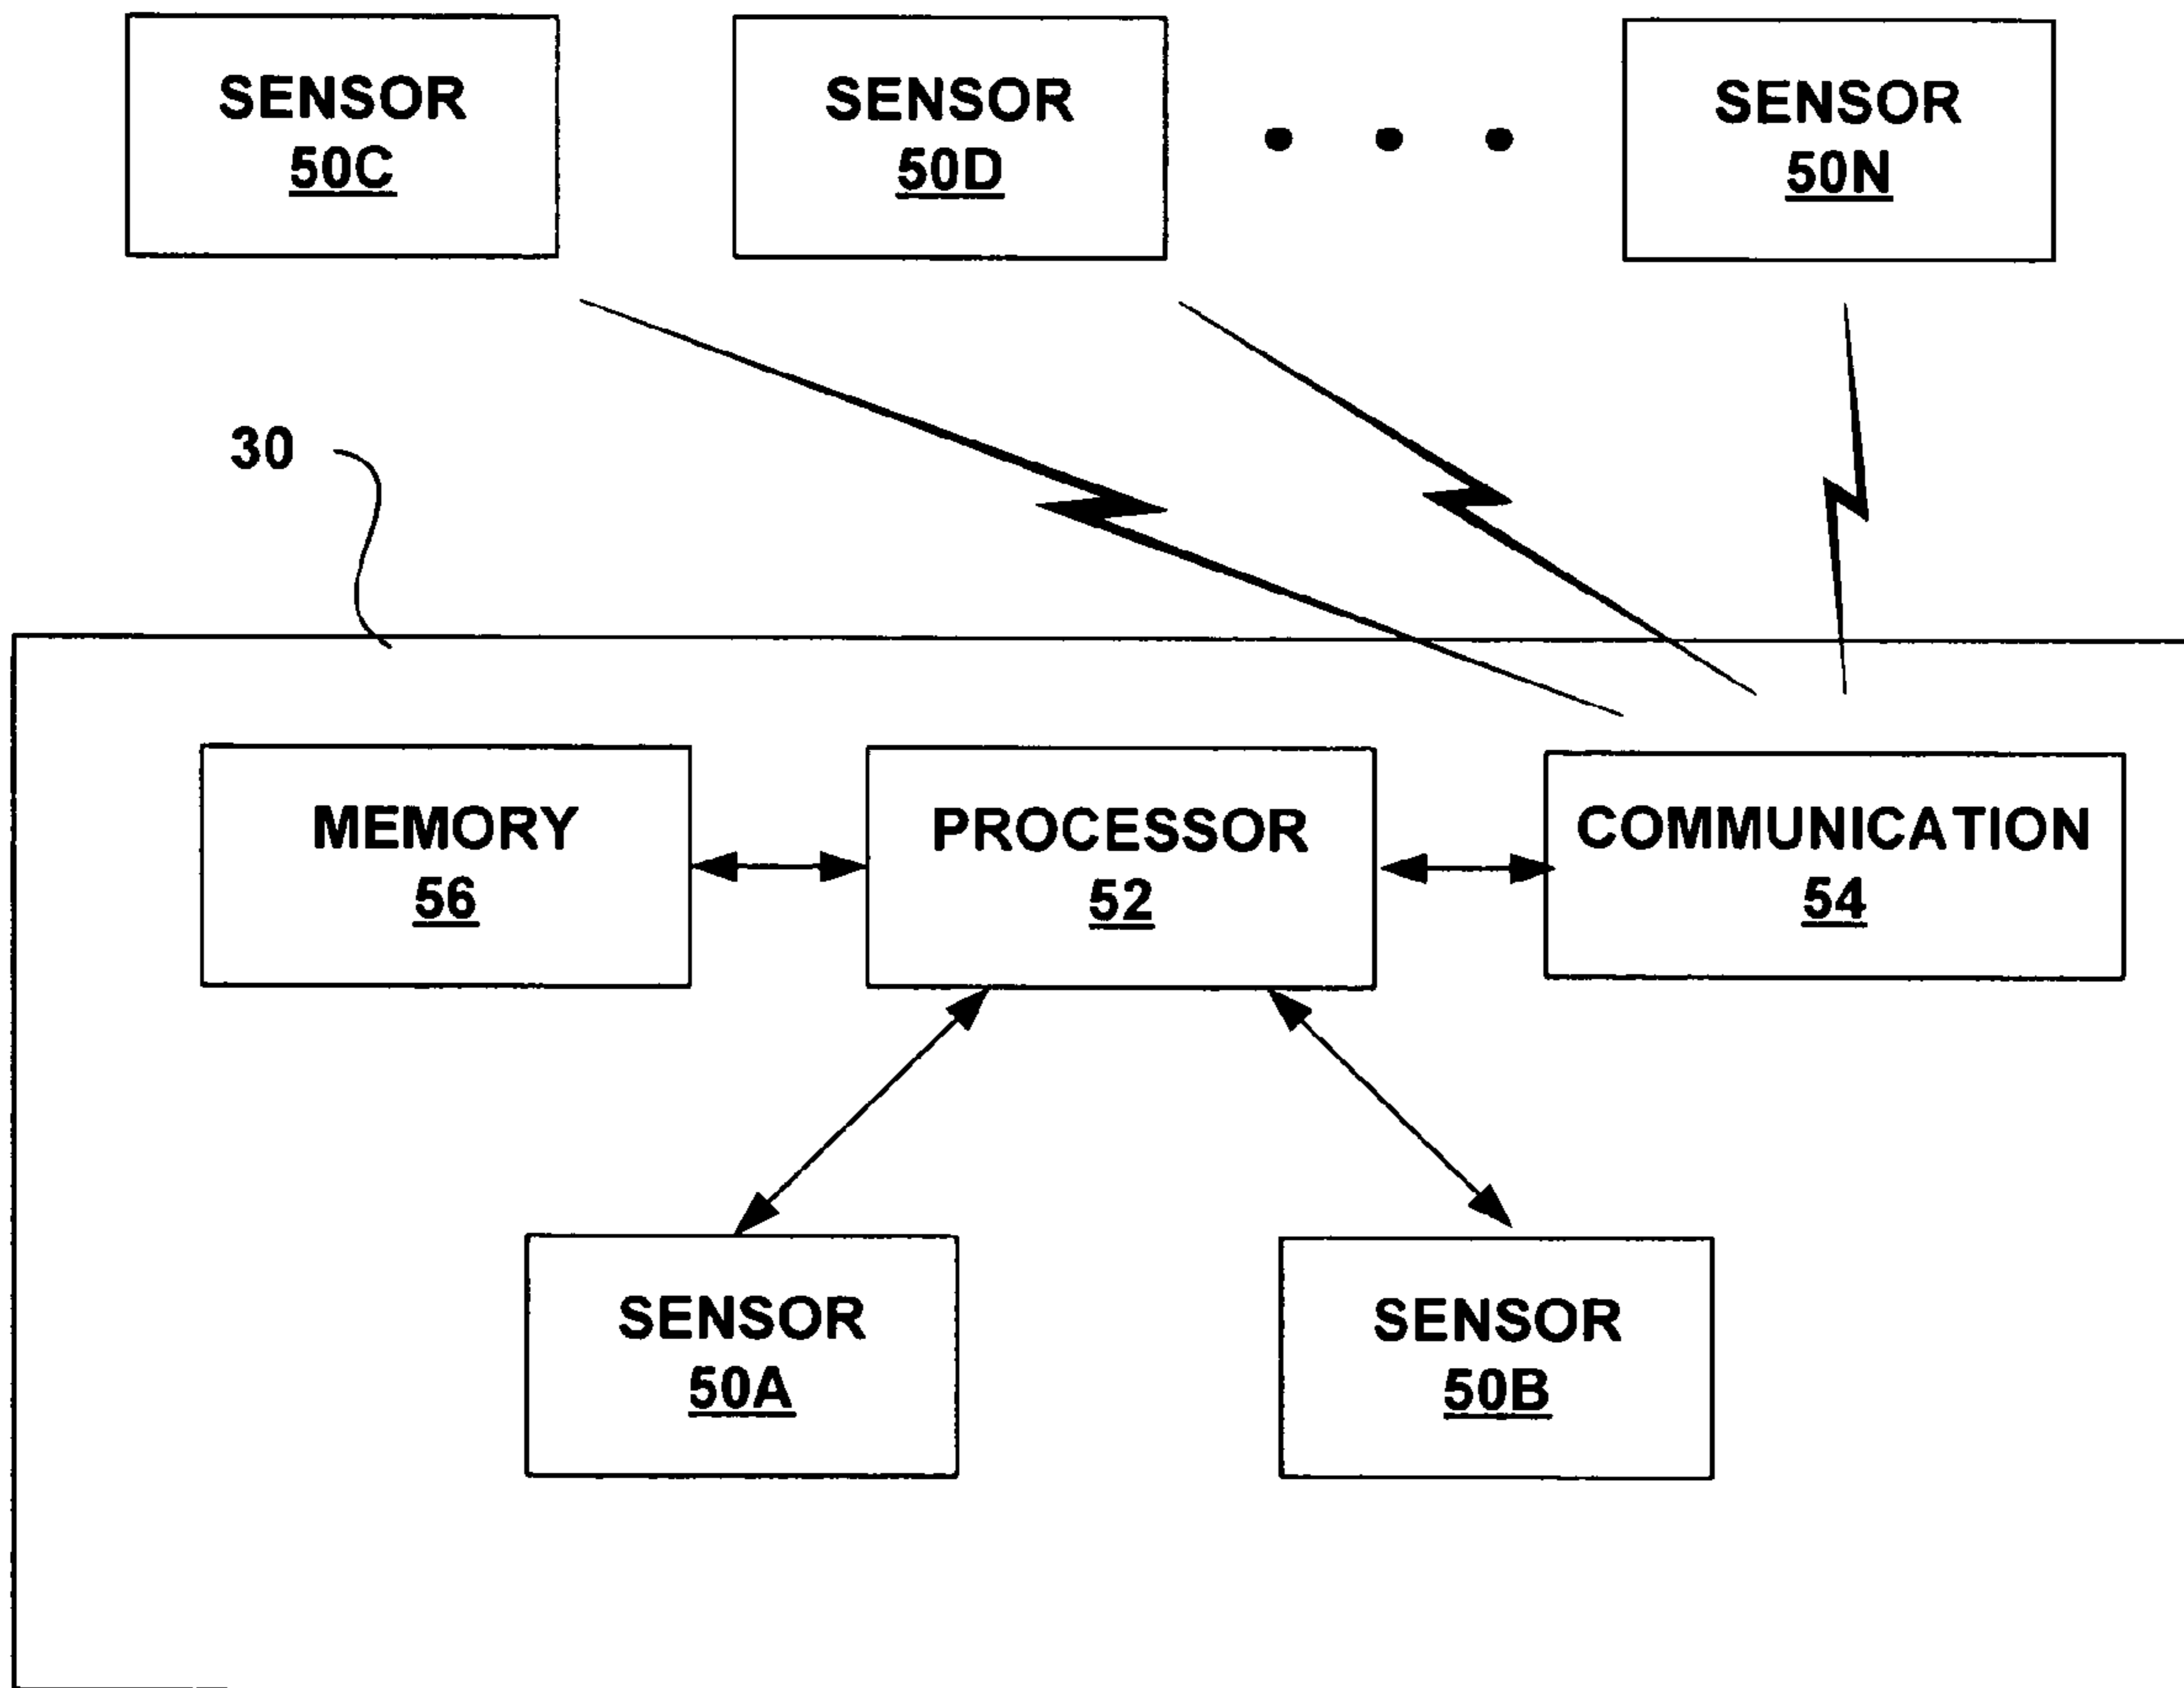 SENSOR
50C
SENSOR
50D
SENSOR
50N
30
MEMORY
56
PROCESSOR
52
COMMUNICATION
54
SENSOR
50A
SENSOR
50B